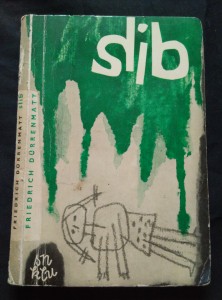 slib
FRIEDRICH DÜRRENMATT
FRIEDRICH DÜRRENMATT slib